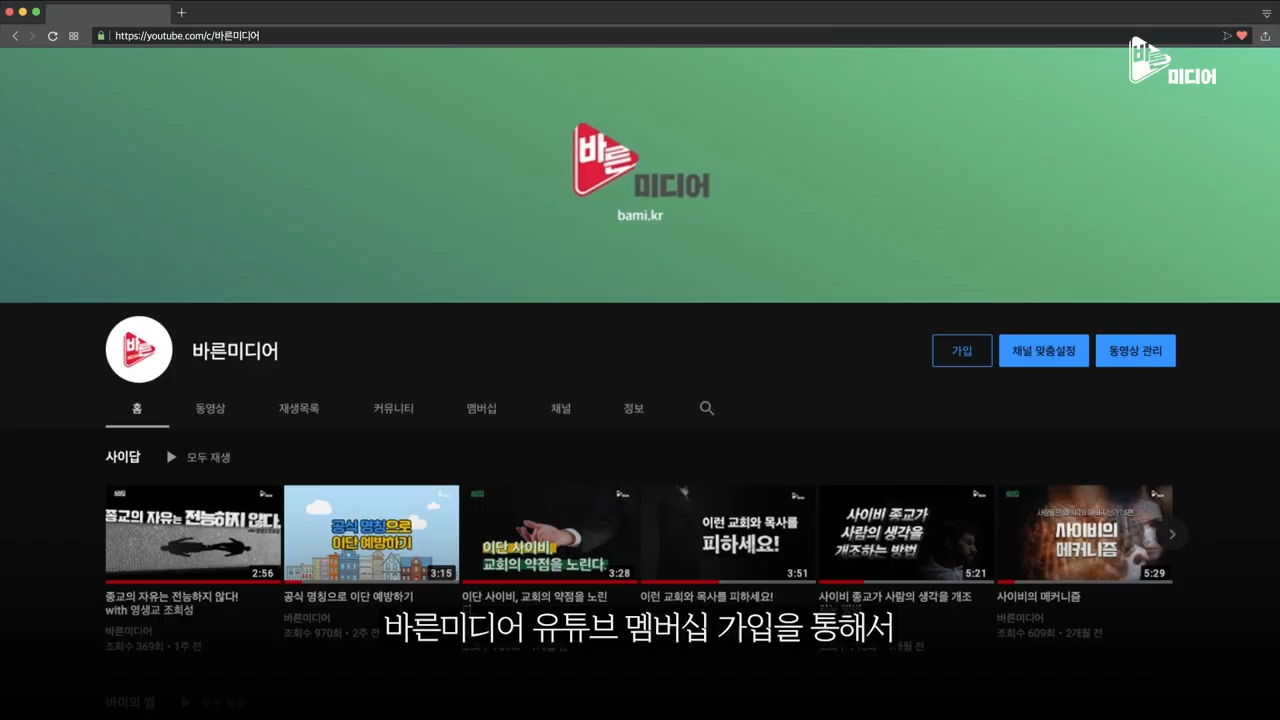 https://youtube.com/c/바른미디어
바른
미디어
바른
미디어
bami.kr
바른
바른미디어
가입
채널 맞춤설정
동영상 관리
홈
동영상
재생목록
커뮤니티
멤버십
채널
정보
사이답
모두 재생
종교의 자유는 전능하지 않다.
2:56
공식 명칭으로
이단 예방하기
3:15
이단 사이비,
교회의 약점을 노린다.
3:28
이런 교회와 목사를
피하세요!
3:51
사이비 종교가
사람의 생각을
개조하는 방법
5:21
사이비의
메커니즘
5:29
종교의 자유는 전능하지 않다!
with 영생교 조희성
바른미디어
조회수 369회 • 1주 전
공식 명칭으로 이단 예방하기
바른미디어
조회수 970회 • 2주 전
이단 사이비, 교회의 약점을 노린
이런 교회와 목사를 피하세요!
사이비 종교가 사람의 생각을 개조
사이비의 메커니즘
바른미디어
조회수 609회 • 2개월 전
바른미디어 유튜브 멤버십 가입을 통해서
바미의 썰
모두 재생